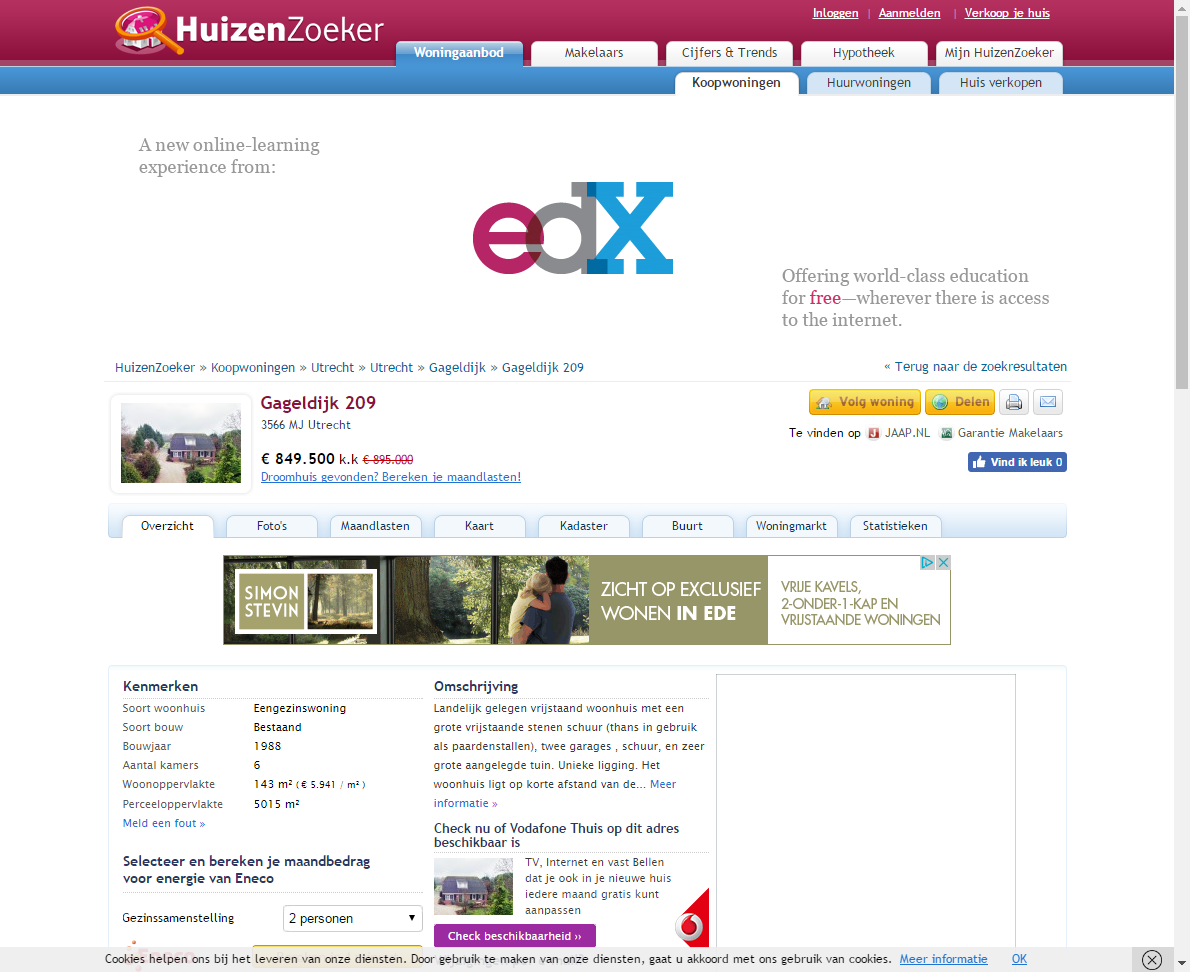 HuizenZoeker
Inloggen | Aanmelden | Verkoop je huis
Woningaanbod Makelaars Cijfers & Trends Hypotheek Mijn HuizenZoeker
Koopwoningen Huurwoningen Huis verkopen
A new online-learning
experience from:
edX
Offering world-class education
for free—wherever there is access
to the internet.
HuizenZoeker » Koopwoningen » Utrecht » Utrecht » Gageldijk » Gageldijk 209
« Terug naar de zoekresultaten
Gageldijk 209
3566 MJ Utrecht
€ 849.500 k.k € 895.000
Droomhuis gevonden? Bereken je maandlasten!
Volg woning Delen
Te vinden op JAAP.NL Garantie Makelaars
Vind ik leuk 0
Overzicht Foto's Maandlasten Kaart Kadaster Buurt Woningmarkt Statistieken
SIMON
STEVIN
ZICHT OP EXCLUSIEF
WONEN IN EDE
VRIJE KAVELS,
2-ONDER-1-KAP EN
VRIJSTAANDE WONINGEN
Kenmerken
Soort woonhuis Eengezinswoning
Soort bouw Bestaand
Bouwjaar 1988
Aantal kamers 6
Woonoppervlakte 143 m² ( € 5.941 / m² )
Perceeloppervlakte 5015 m²
Meld een fout »
Selecteer en bereken je maandbedrag
voor energie van Eneco
Gezinssamenstelling 2 personen
Omschrijving
Landelijk gelegen vrijstaand woonhuis met een
grote vrijstaande stenen schuur (thans in gebruik
als paardenstallen), twee garages , schuur, en zeer
grote aangelegde tuin. Unieke ligging. Het
woonhuis ligt op korte afstand van de... Meer
informatie »
Check nu of Vodafone Thuis op dit adres
beschikbaar is
TV, Internet en vast Bellen
dat je ook in je nieuwe huis
iedere maand gratis kunt
aanpassen
Check beschikbaarheid ››
Cookies helpen ons bij het leveren van onze diensten. Door gebruik te maken van onze diensten, gaat u akkoord met ons gebruik van cookies. Meer informatie OK